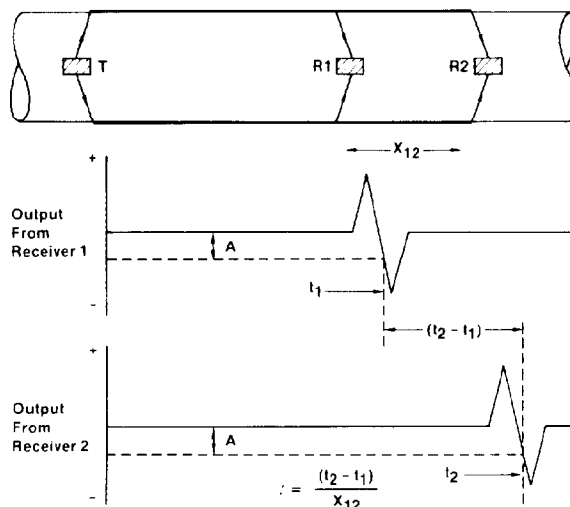 T
R1
R2
X12
+
Output
From
Receiver 1
A
-
t1
(t2 - t1)
+
Output
From
Receiver 2
A
t2
-
= (t2 - t1)
X12